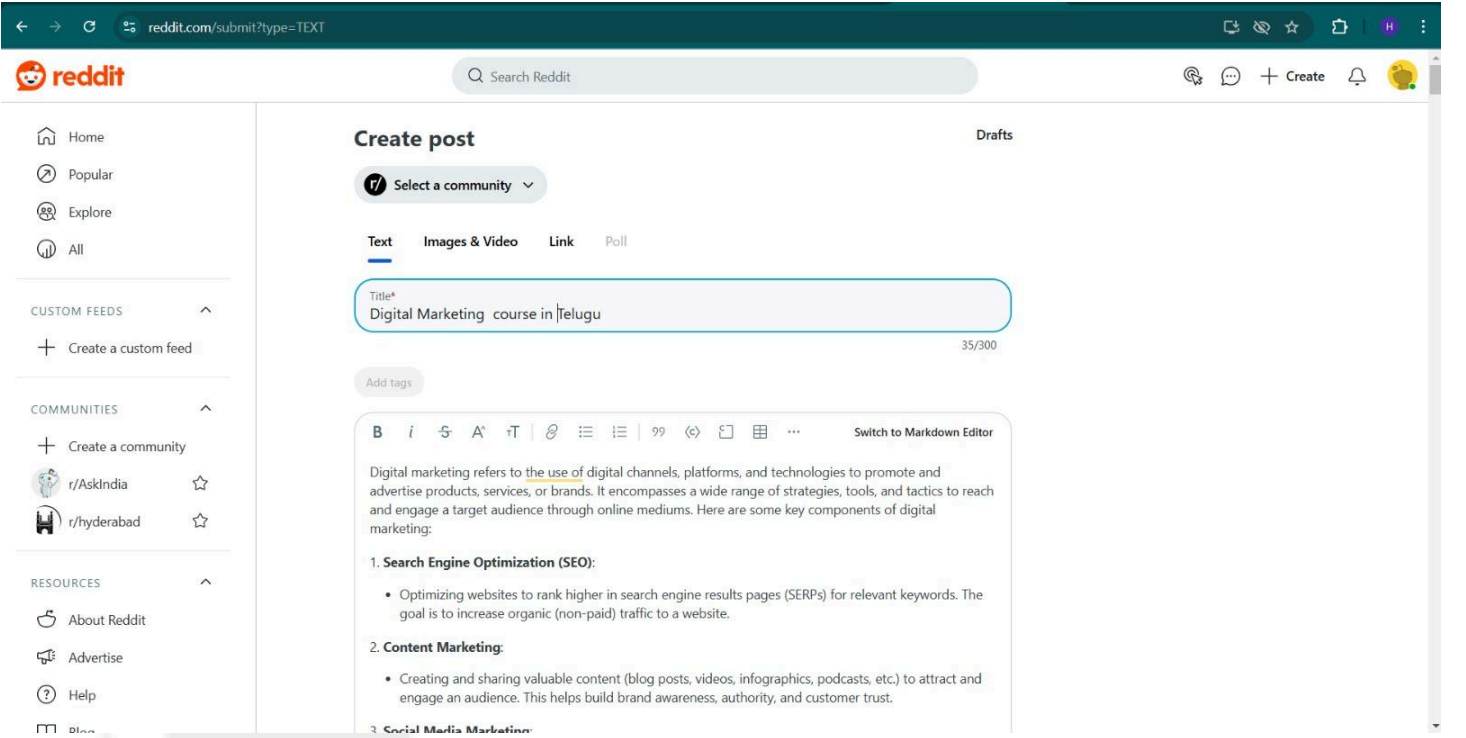 reddit.com/submit?type=TEXT
H
reddit
Search Reddit
Create
Home
Popular
Explore
All
CUSTOM FEEDS
Create a custom feed
COMMUNITIES
Create a community
r/AskIndia
r/hyderabad
RESOURCES
About Reddit
Advertise
Help
Blog
Create post
Drafts
r/ Select a community
Text Images & Video Link Poll
Title*
Digital Marketing  course in Telugu
35/300
Add tags
Switch to Markdown Editor
Digital marketing refers to the use of digital channels, platforms, and technologies to promote and
advertise products, services, or brands. It encompasses a wide range of strategies, tools, and tactics to reach
and engage a target audience through online mediums. Here are some key components of digital
marketing:
1. Search Engine Optimization (SEO):
• Optimizing websites to rank higher in search engine results pages (SERPs) for relevant keywords. The
goal is to increase organic (non-paid) traffic to a website.
2. Content Marketing:
• Creating and sharing valuable content (blog posts, videos, infographics, podcasts, etc.) to attract and
engage an audience. This helps build brand awareness, authority, and customer trust.
3. Social Media Marketing: